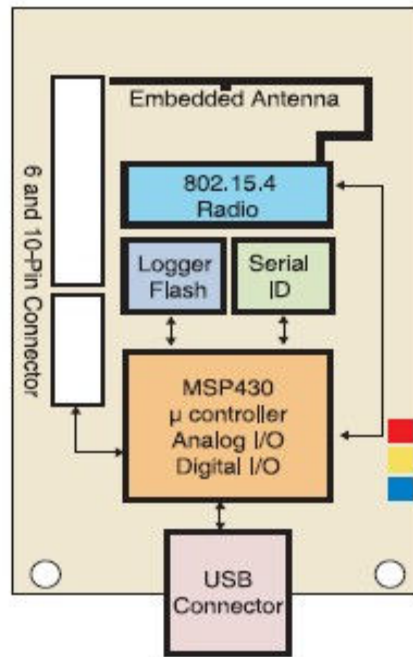 Embedded Antenna
6 and 10-Pin Connector
802.15.4
Radio
Logger
Flash
Serial
ID
MSP430
µ controller
Analog I/O
Digital I/O
USB
Connector